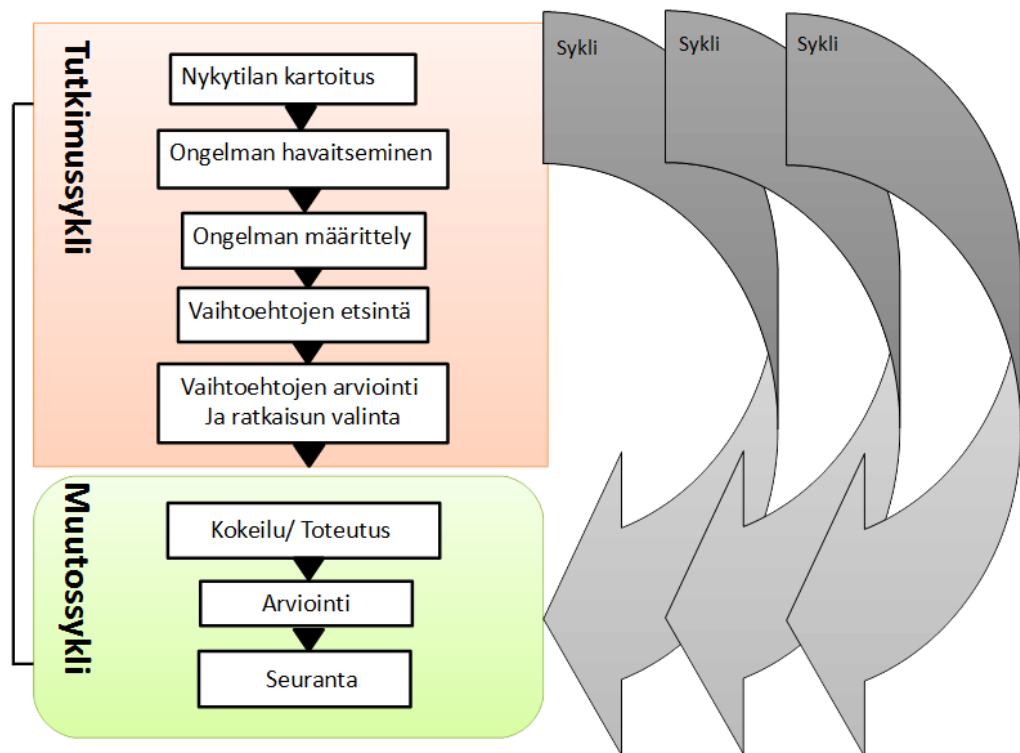 Tutkimussykli
Nykytilan kartoitus
Ongelman havaitseminen
Ongelman määrittely
Vaihtoehtojen etsintä
Vaihtoehtojen arviointi
Ja ratkaisun valinta
Muutossykli
Kokeilu/ Toteutus
Arviointi
Seuranta
Sykli
Sykli
Sykli